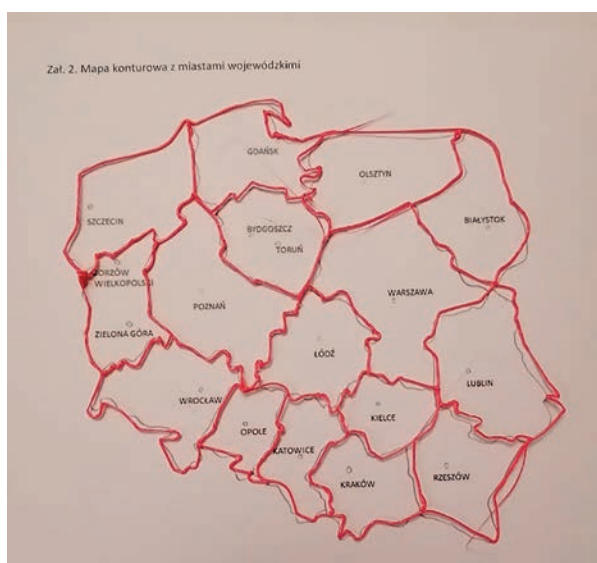 Zał. 2. Mapa konturowa z miastami wojewódzkimi
GDAŃSK
OLSZTYN
SZCZECIN
BIAŁYSTOK
BYDGOSZCZ
TORUŃ
GORZÓW
WIELKOPOLSKI
WARSZAWA
POZNAŃ
ZIELONA GÓRA
ŁÓDŹ
LUBLIN
WROCŁAW
KIELCE
OPOLE
KATOWICE
RZESZÓW
KRAKÓW